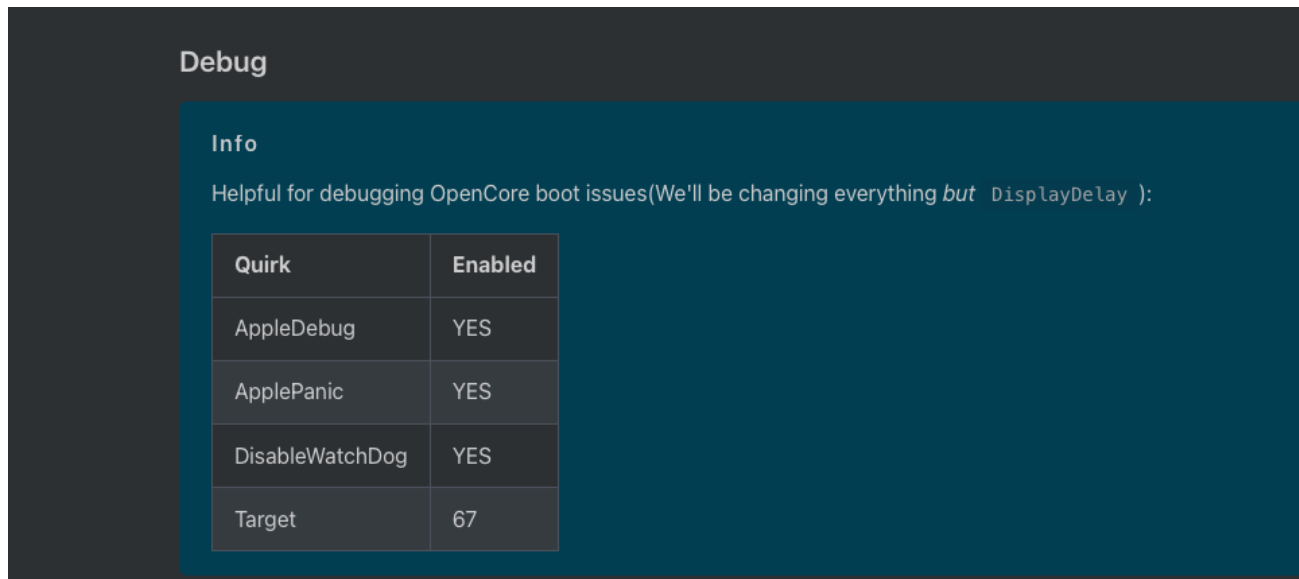 Debug
Info
Helpful for debugging OpenCore boot issues(We'll be changing everything but DisplayDelay ):
Quirk Enabled
AppleDebug YES
ApplePanic YES
DisableWatchDog YES
Target 67